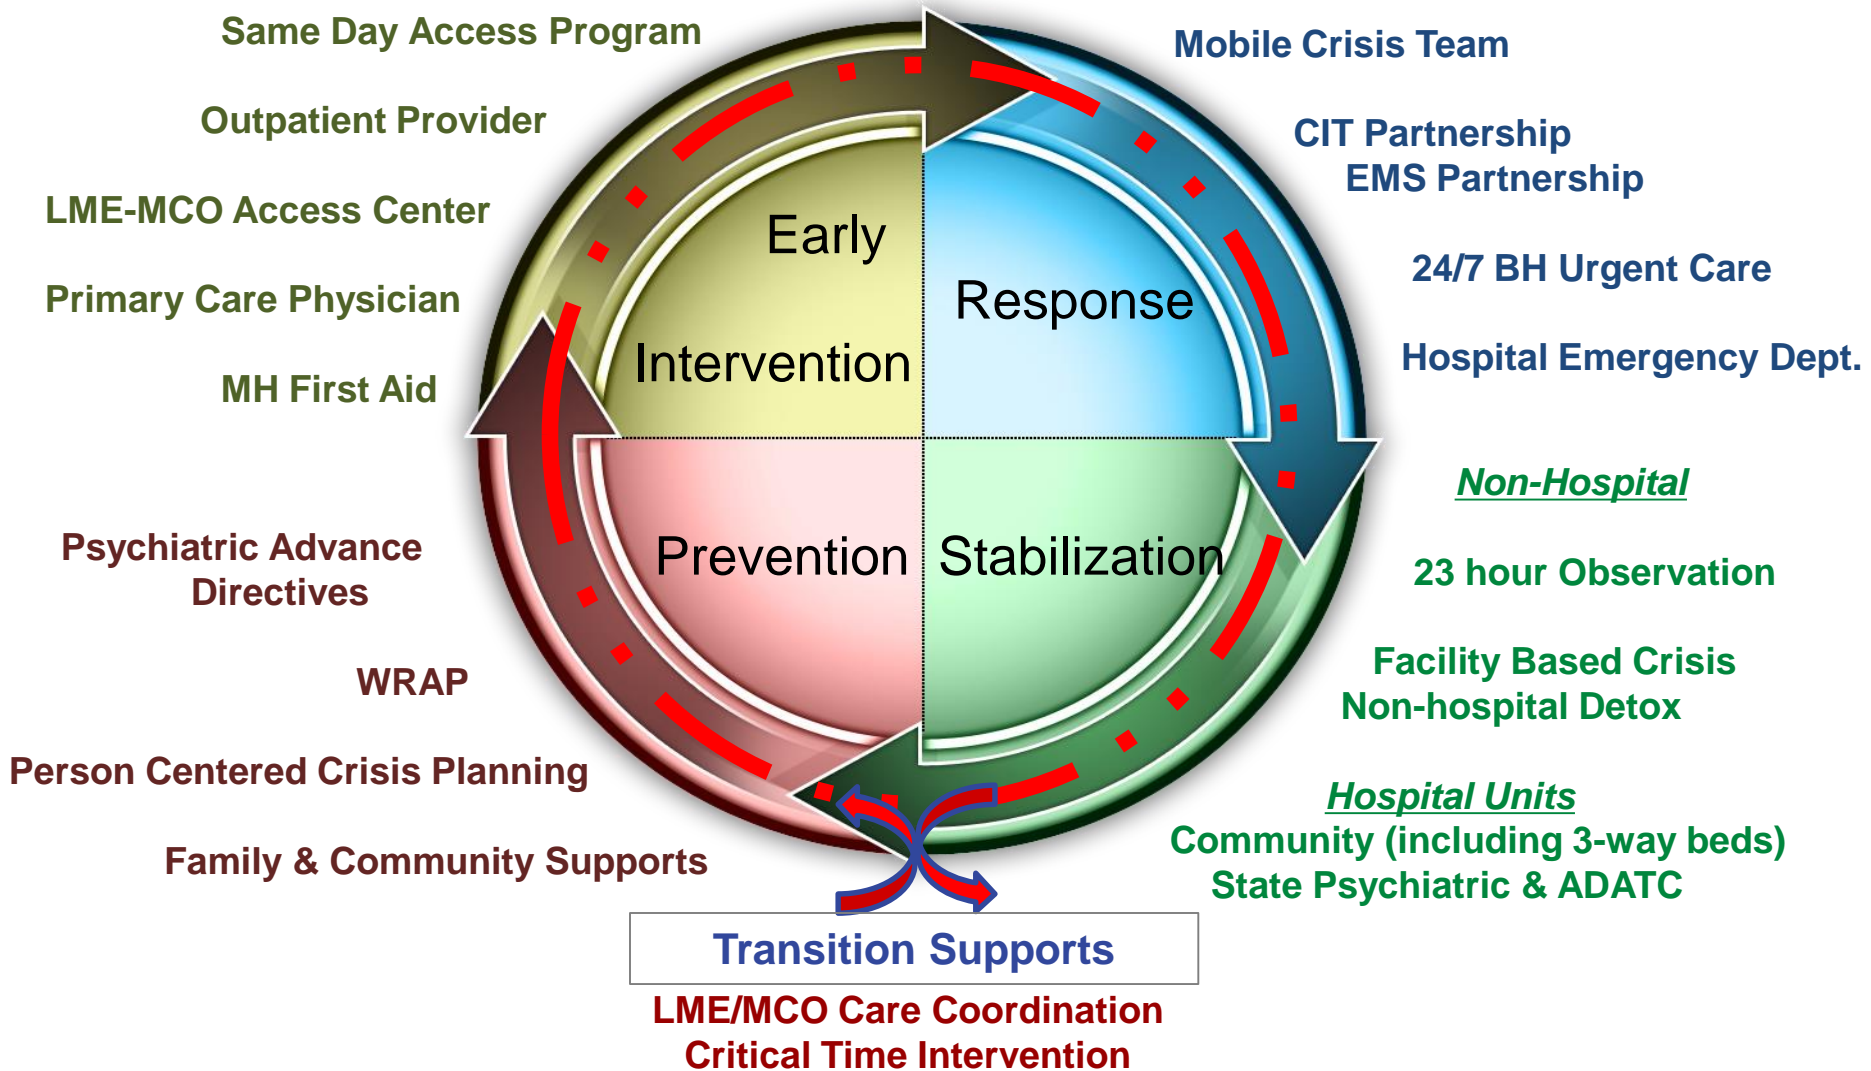 Same Day Access Program
Outpatient Provider
LME-MCO Access Center
Primary Care Physician
MH First Aid
Psychiatric Advance
Directives
WRAP
Person Centered Crisis Planning
Family & Community Supports
Early
Intervention
Response
Prevention
Stabilization
Mobile Crisis Team
CIT Partnership
EMS Partnership
24/7 BH Urgent Care
Hospital Emergency Dept.
Non-Hospital
23 hour Observation
Facility Based Crisis
Non-hospital Detox
Hospital Units
Community (including 3-way beds)
State Psychiatric & ADATC
Transition Supports
LME/MCO Care Coordination
Critical Time Intervention